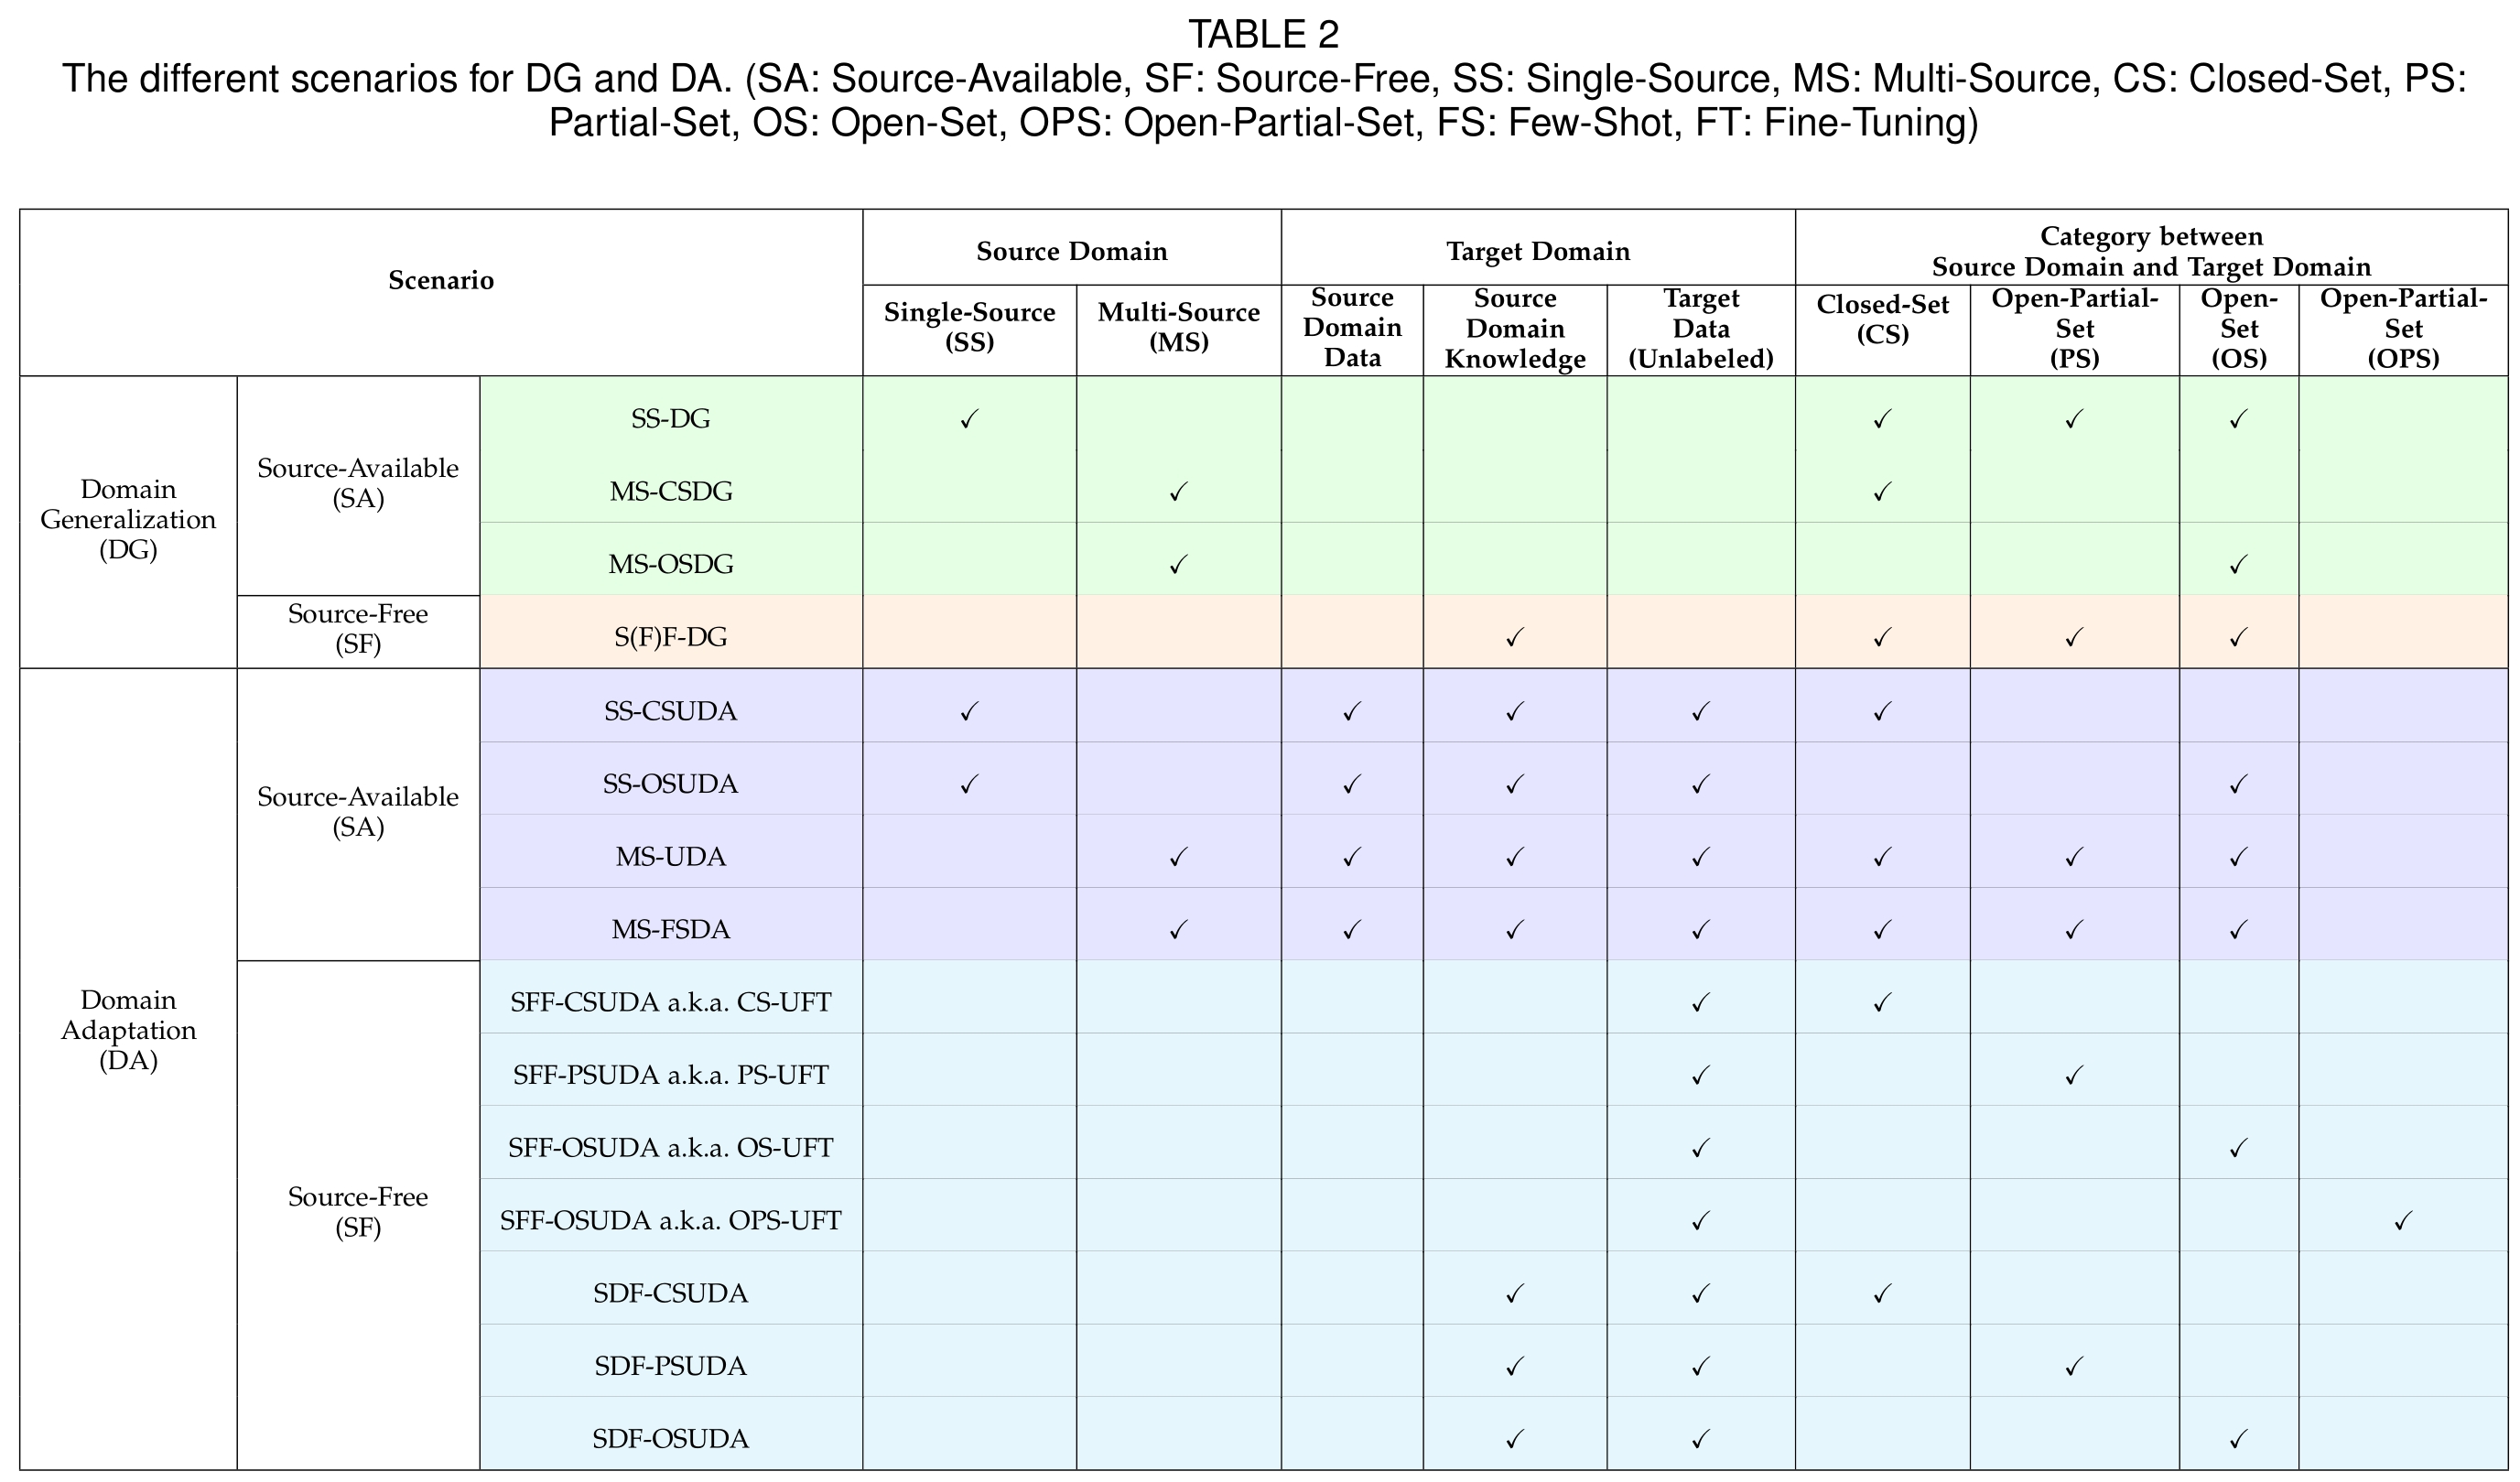 TABLE 2
The different scenarios for DG and DA. (SA: Source-Available, SF: Source-Free, SS: Single-Source, MS: Multi-Source, CS: Closed-Set, PS:
Partial-Set, OS: Open-Set, OPS: Open-Partial-Set, FS: Few-Shot, FT: Fine-Tuning)
Scenario
Source Domain
Target Domain
Category between
Source Domain and Target Domain
Single-Source
(SS)
Multi-Source
(MS)
Source
Domain
Data
Source
Domain
Knowledge
Target
Data
(Unlabeled)
Closed-Set
(CS)
Open-Partial-
Set
(PS)
Open-
Set
(OS)
Open-Partial-
Set
(OPS)
Domain
Generalization
(DG)
Source-Available
(SA)
SS-DG ✓ ✓ ✓ ✓
MS-CSDG ✓ ✓
MS-OSDG ✓ ✓
Source-Free
(SF)
S(F)F-DG ✓ ✓ ✓ ✓
Domain
Adaptation
(DA)
Source-Available
(SA)
SS-CSUDA ✓ ✓ ✓ ✓ ✓
SS-OSUDA ✓ ✓ ✓ ✓ ✓
MS-UDA ✓ ✓ ✓ ✓ ✓ ✓ ✓
MS-FSDA ✓ ✓ ✓ ✓ ✓ ✓ ✓
Source-Free
(SF)
SFF-CSUDA a.k.a. CS-UFT ✓ ✓
SFF-PSUDA a.k.a. PS-UFT ✓ ✓
SFF-OSUDA a.k.a. OS-UFT ✓ ✓
SFF-OSUDA a.k.a. OPS-UFT ✓ ✓
SDF-CSUDA ✓ ✓ ✓
SDF-PSUDA ✓ ✓ ✓
SDF-OSUDA ✓ ✓ ✓